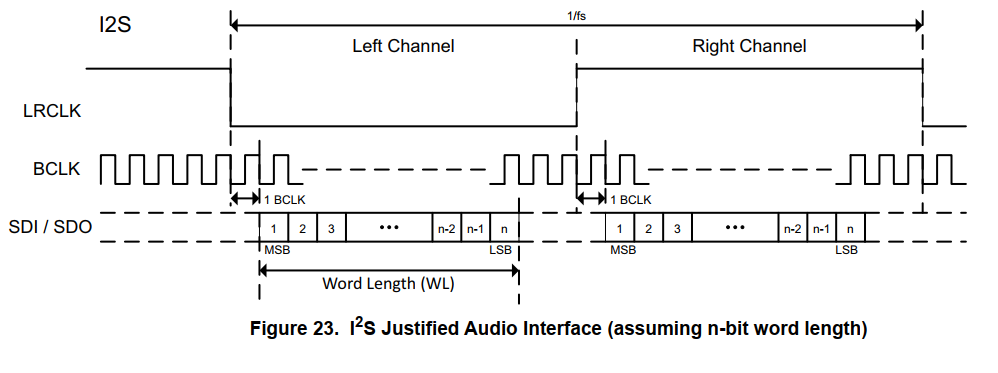 I2S
1/fs
Left Channel
Right Channel
LRCLK
BCLK
1 BCLK
1 BCLK
SDI / SDO
1 2 3 ••• n-2 n-1 n
1 2 3 ••• n-2 n-1 n
MSB
LSB
MSB
LSB
Word Length (WL)
Figure 23. I²S Justified Audio Interface (assuming n-bit word length)